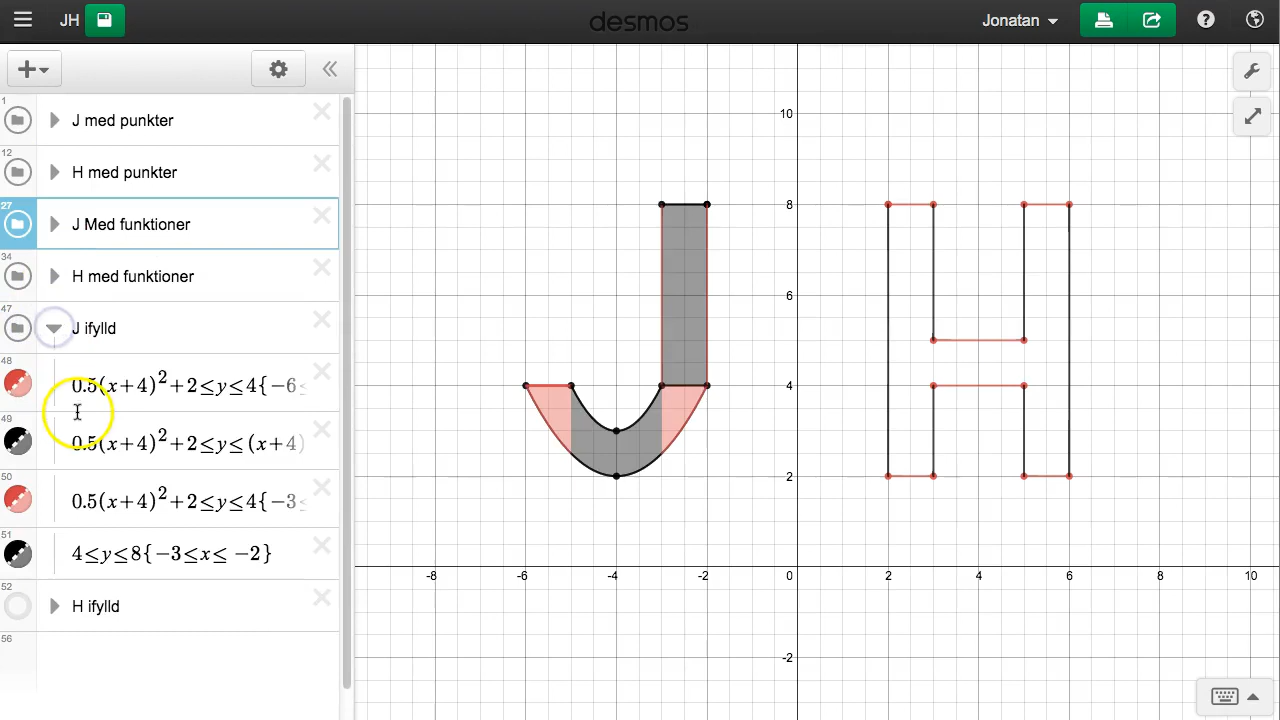 JH
desmos
Jonatan
1
J med punkter
12
H med punkter
27
J Med funktioner
34
H med funktioner
47
J ifylld
48
0.5(x+4)²+2≤y≤4{−6≤
49
0.5(x+4)²+2≤y≤(x+4)
50
0.5(x+4)²+2≤y≤4{−3≤
51
4≤y≤8{−3≤x≤ −2}
52
H ifylld
56
10
8
6
4
2
-8
-6
-4
-2
0
2
4
6
8
10
-2